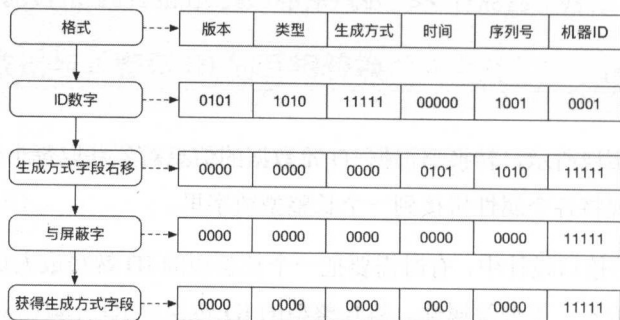 格式 版本 类型 生成方式 时间 序列号 机器ID
ID数字 0101 1010 11111 00000 1001 0001
生成方式字段右移 0000 0000 0000 0101 1010 11111
与屏蔽字 0000 0000 0000 0000 0000 11111
获得生成方式字段 0000 0000 0000 000 0000 11111